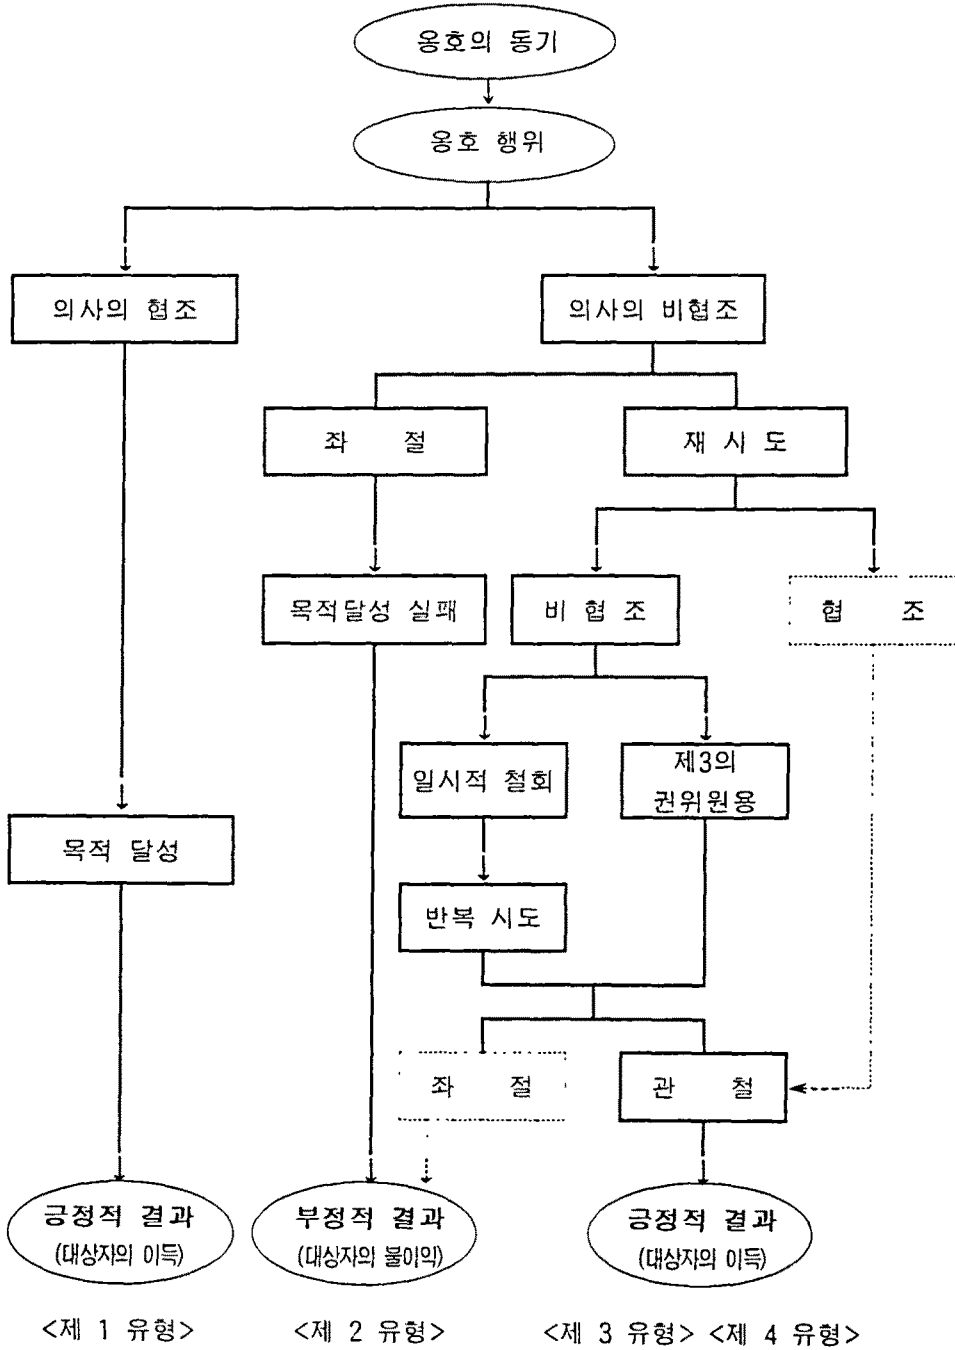 옹호의 동기
옹호 행위
의사의 협조
의사의 비협조
좌 절
재 시 도
목적달성 실패
비 협 조
협 조
일시적 철회
제3의
권위원용
목적 달성
반복 시도
좌 절
관 철
긍정적 결과
(대상자의 이득)
부정적 결과
(대상자의 불이익)
긍정적 결과
(대상자의 이득)
<제 1 유형>
<제 2 유형>
<제 3 유형> <제 4 유형>